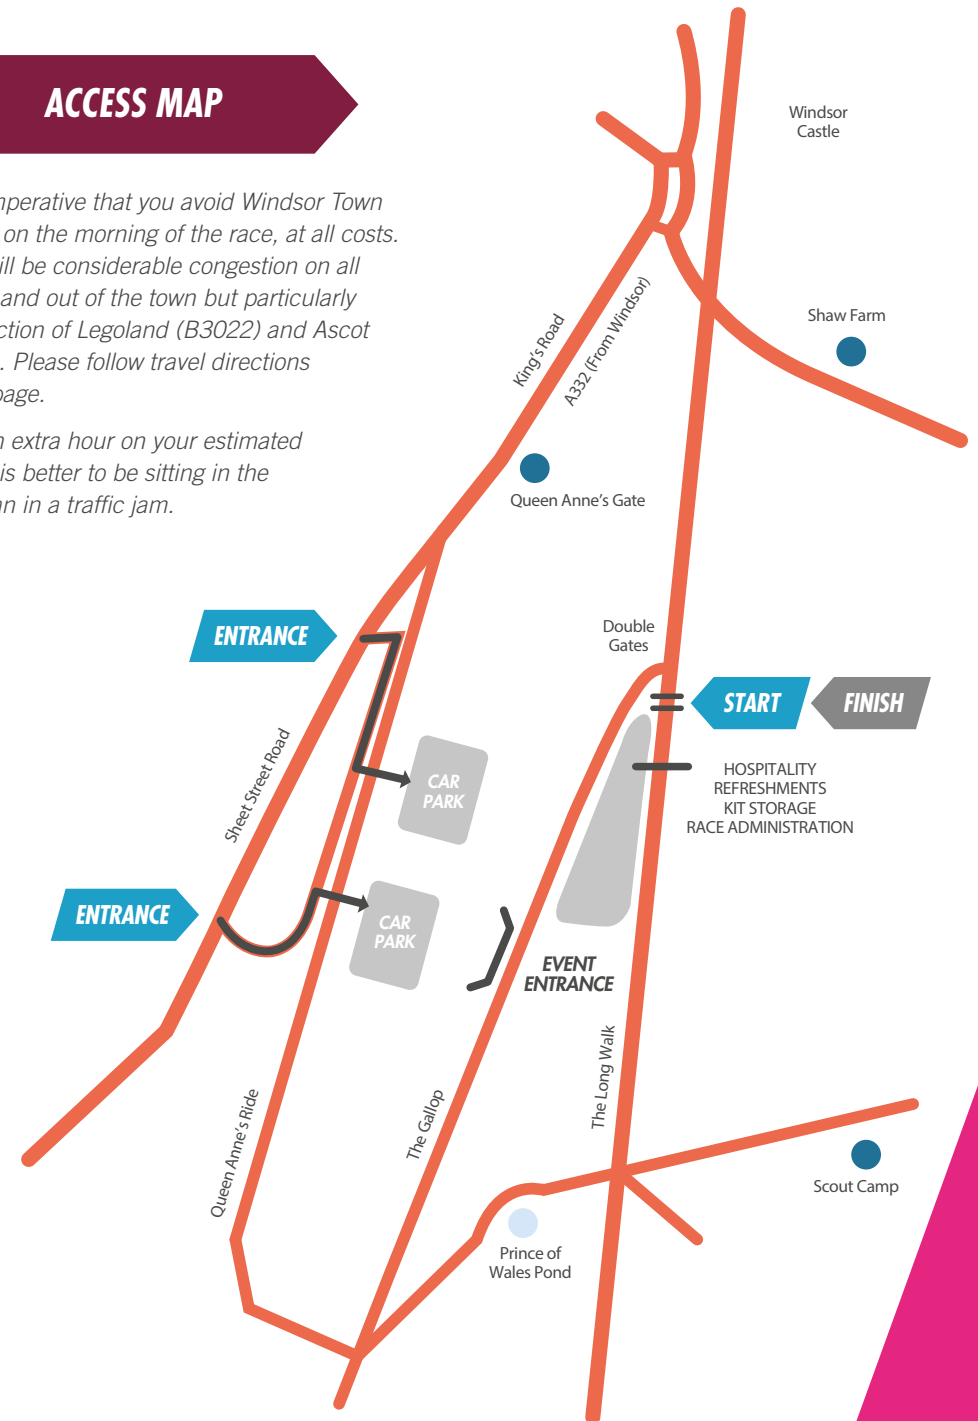 ACCESS MAP
mperative that you avoid Windsor Town
on the morning of the race, at all costs.
ill be considerable congestion on all
and out of the town but particularly
ction of Legoland (B3022) and Ascot
. Please follow travel directions
page.
n extra hour on your estimated
is better to be sitting in the
an in a traffic jam.
Windsor
Castle
Shaw Farm
King's Road
A332 (From Windsor)
Queen Anne's Gate
ENTRANCE
Double
Gates
START
FINISH
Sheet Street Road
CAR
PARK
HOSPITALITY
REFRESHMENTS
KIT STORAGE
RACE ADMINISTRATION
ENTRANCE
CAR
PARK
EVENT
ENTRANCE
The Long Walk
The Gallop
Queen Anne's Ride
Scout Camp
Prince of
Wales Pond